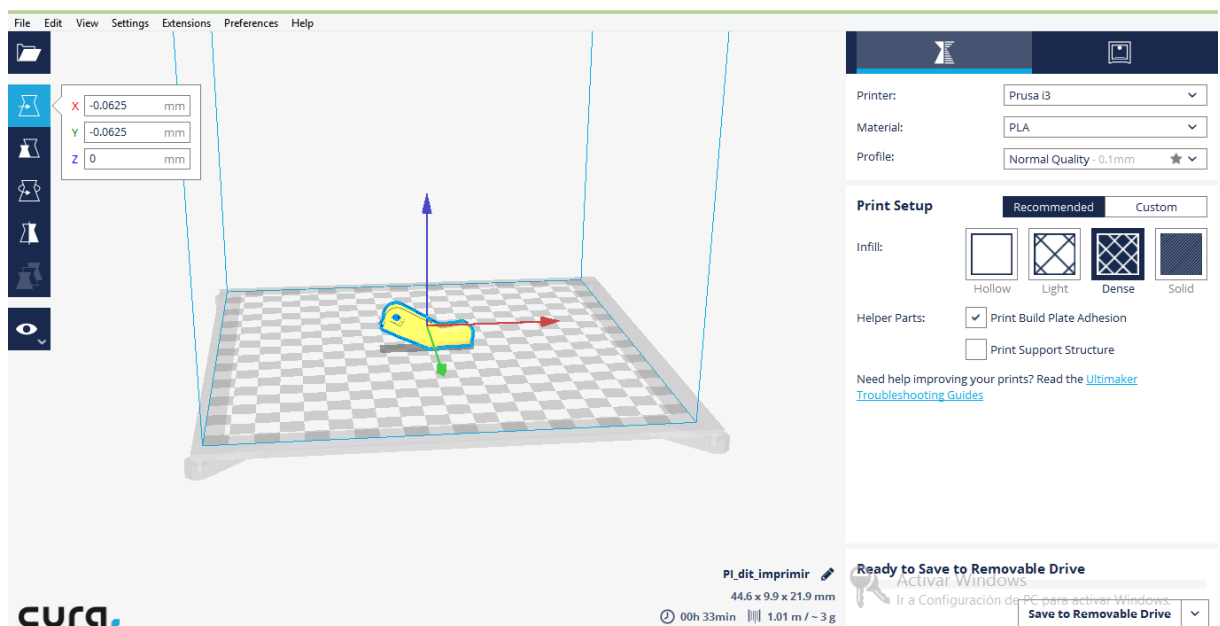 File Edit View Settings Extensions Preferences Help
X -0.0625 mm
Y -0.0625 mm
Z 0 mm
Printer: Prusa i3
Material: PLA
Profile: Normal Quality - 0.1mm
Print Setup Recommended Custom
Infill:
Hollow Light Dense Solid
Helper Parts: Print Build Plate Adhesion
Print Support Structure
Need help improving your prints? Read the Ultimaker
Troubleshooting Guides
PI_dit_imprimir
44.6 x 9.9 x 21.9 mm
00h 33min 1.01 m / ~ 3 g
Ready to Save to Removable Drive
Activar Windows
Ir a Configuración de PC para activar Windows.
Save to Removable Drive
cura.